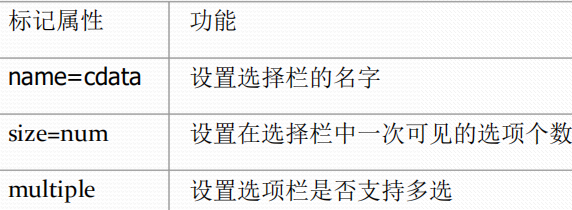 标记属性 功能
name=cdata 设置选择栏的名字
size=num 设置在选择栏中一次可见的选项个数
multiple 设置选项栏是否支持多选